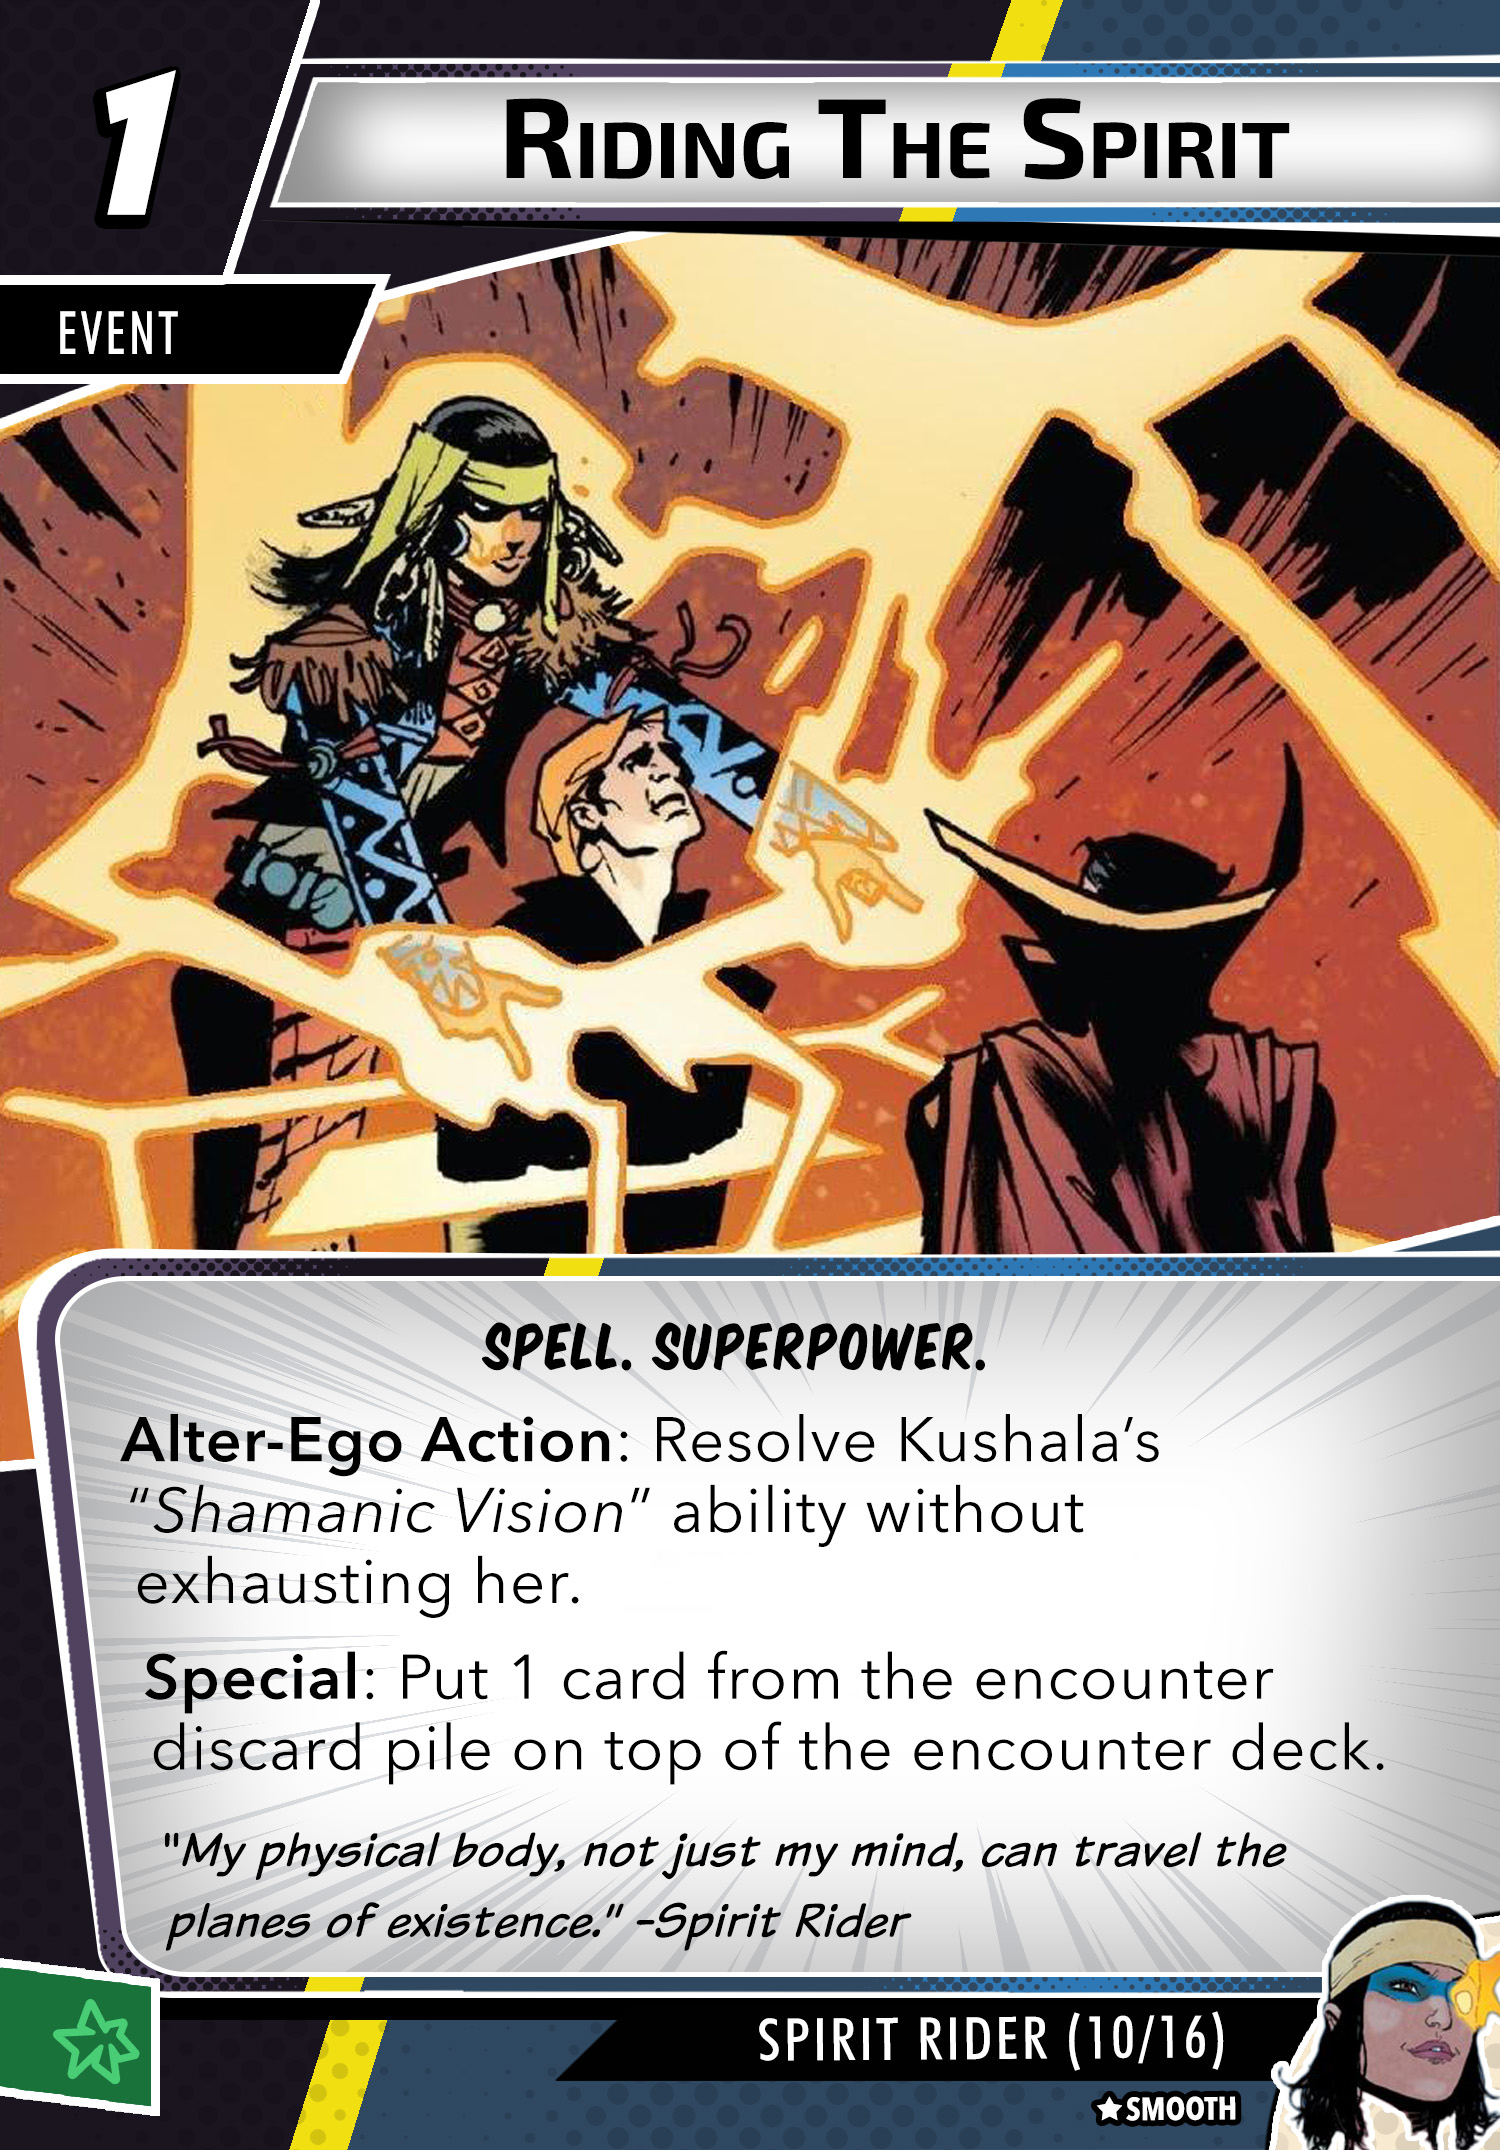 1
RIDING THE SPIRIT
EVENT
SPELL. SUPERPOWER.
Alter-Ego Action: Resolve Kushala’s
“Shamanic Vision” ability without
exhausting her.
Special: Put 1 card from the encounter
discard pile on top of the encounter deck.
"My physical body, not just my mind, can travel the
planes of existence." -Spirit Rider
SPIRIT RIDER (10/16)
SMOOTH